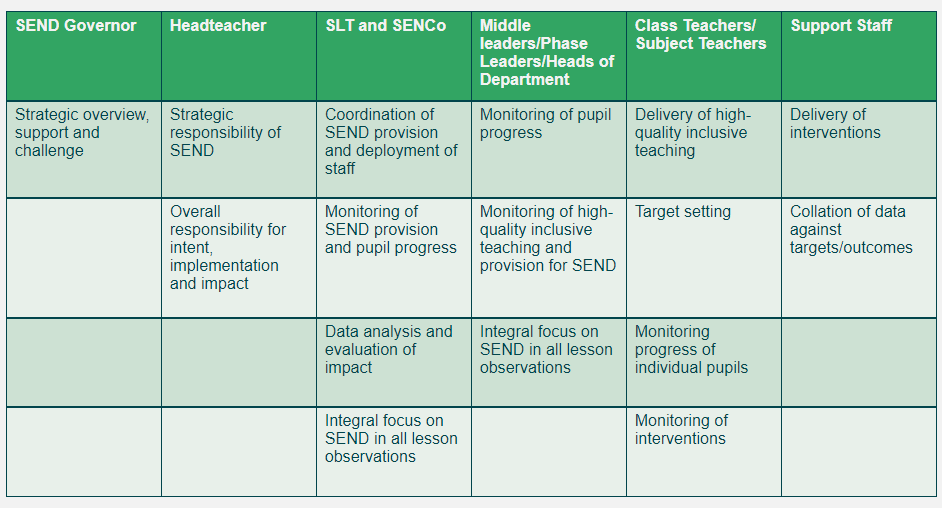 SEND Governor
Headteacher
SLT and SENCo
Middle
leaders/Phase
Leaders/Heads of
Department
Class Teachers/
Subject Teachers
Support Staff
Strategic overview,
support and
challenge
Strategic
responsibility of
SEND
Coordination of
SEND provision
and deployment of
staff
Monitoring of pupil
progress
Delivery of high-
quality inclusive
teaching
Delivery of
interventions
Overall
responsibility for
intent,
implementation
and impact
Monitoring of
SEND provision
and pupil progress
Monitoring of high-
quality inclusive
teaching and
provision for SEND
Target setting
Collation of data
against
targets/outcomes
Data analysis and
evaluation of
impact
Integral focus on
SEND in all lesson
observations
Monitoring
progress of
individual pupils
Integral focus on
SEND in all lesson
observations
Monitoring of
interventions